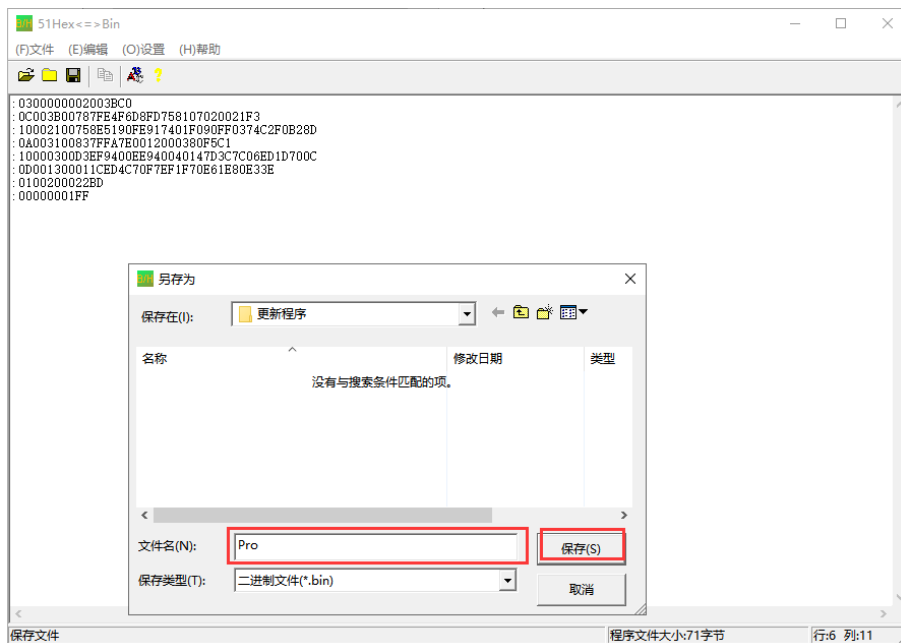 51Hex<=>Bin
(F)文件 (E)编辑 (O)设置 (H)帮助
:0300000002003BC0
:0C003B00787FE4F6D8FD758107020021F3
:10002100758E5190FE917401F090FF0374C2F0B28D
:0A003100837FFA7E0012000380F5C1
:10000300D3EF9400EE940040147D3C7C06ED1D700C
:0D001300011CED4C70F7EF1F70E61E80E33E
:0100200022BD
:00000001FF
另存为
保存在(I): 更新程序
名称 修改日期 类型
没有与搜索条件匹配的项。
文件名(N): Pro 保存(S)
保存类型(T): 二进制文件(*.bin) 取消
保存文件 程序文件大小:71字节 行:6 列:11